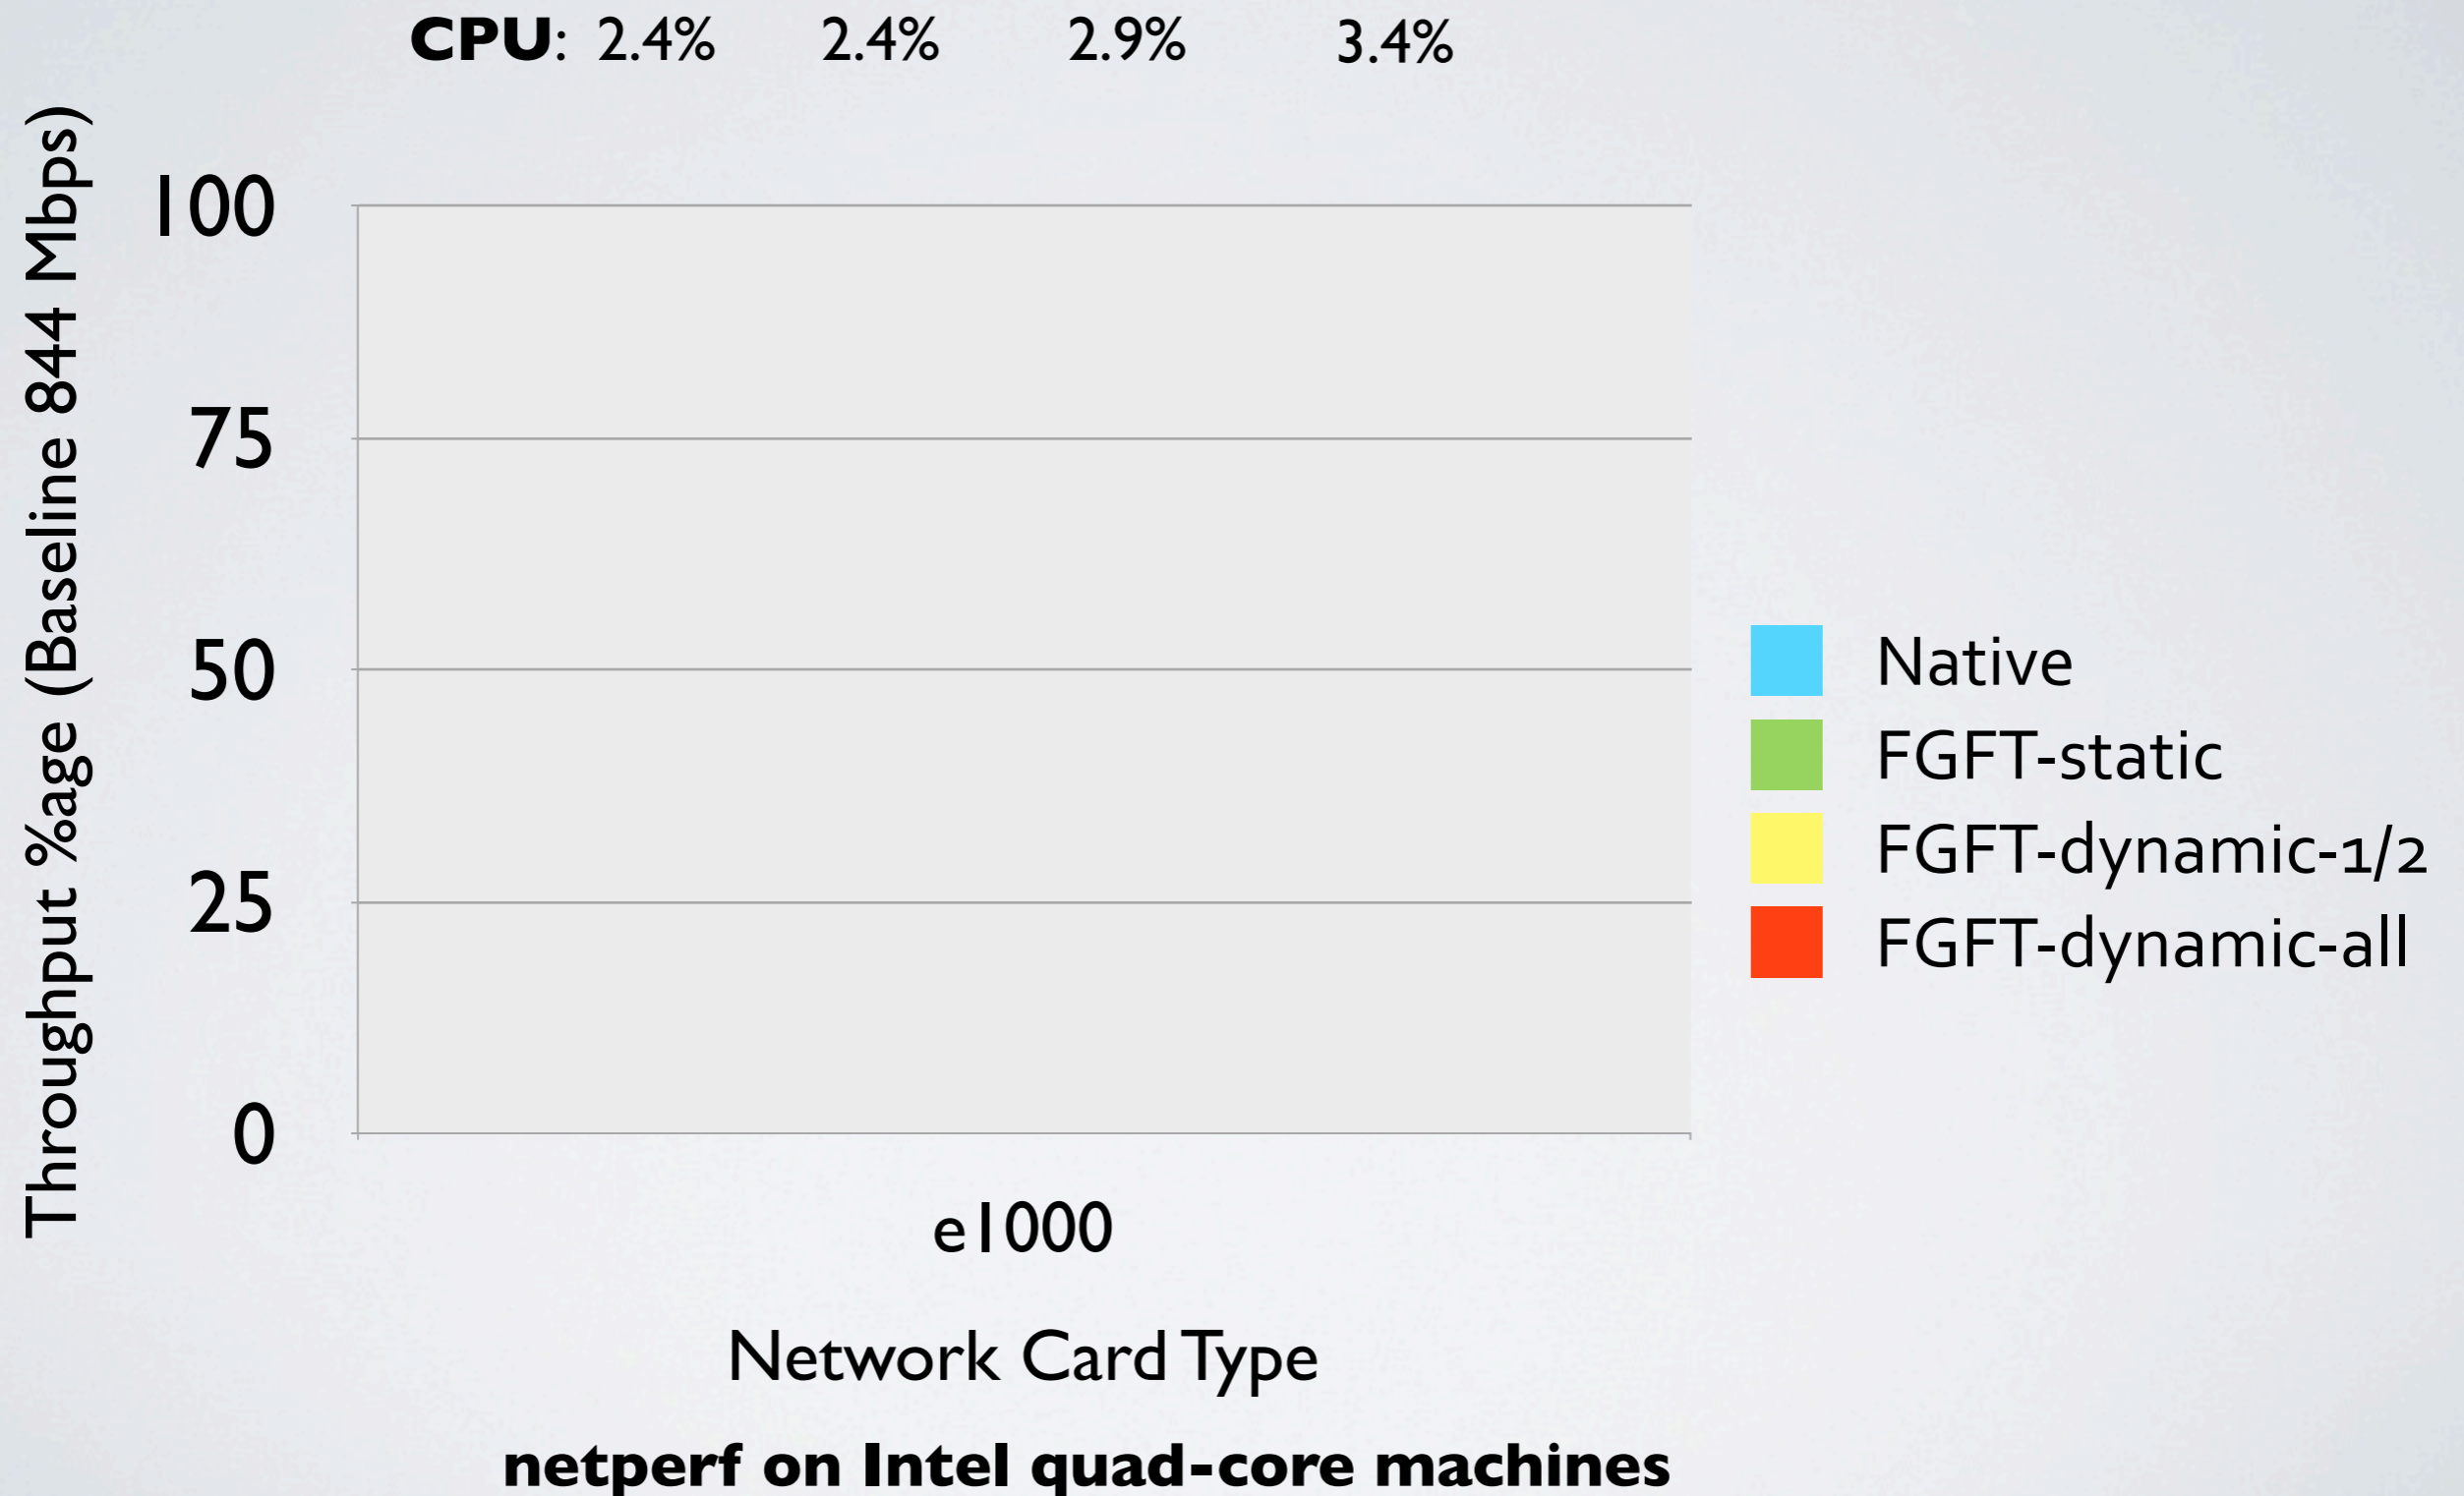 CPU: 2.4% 2.4% 2.9% 3.4%
Throughput %age (Baseline 844 Mbps)
100
75
50
25
0
e1000
Network Card Type
netperf on Intel quad-core machines
Native
FGFT-static
FGFT-dynamic-1/2
FGFT-dynamic-all